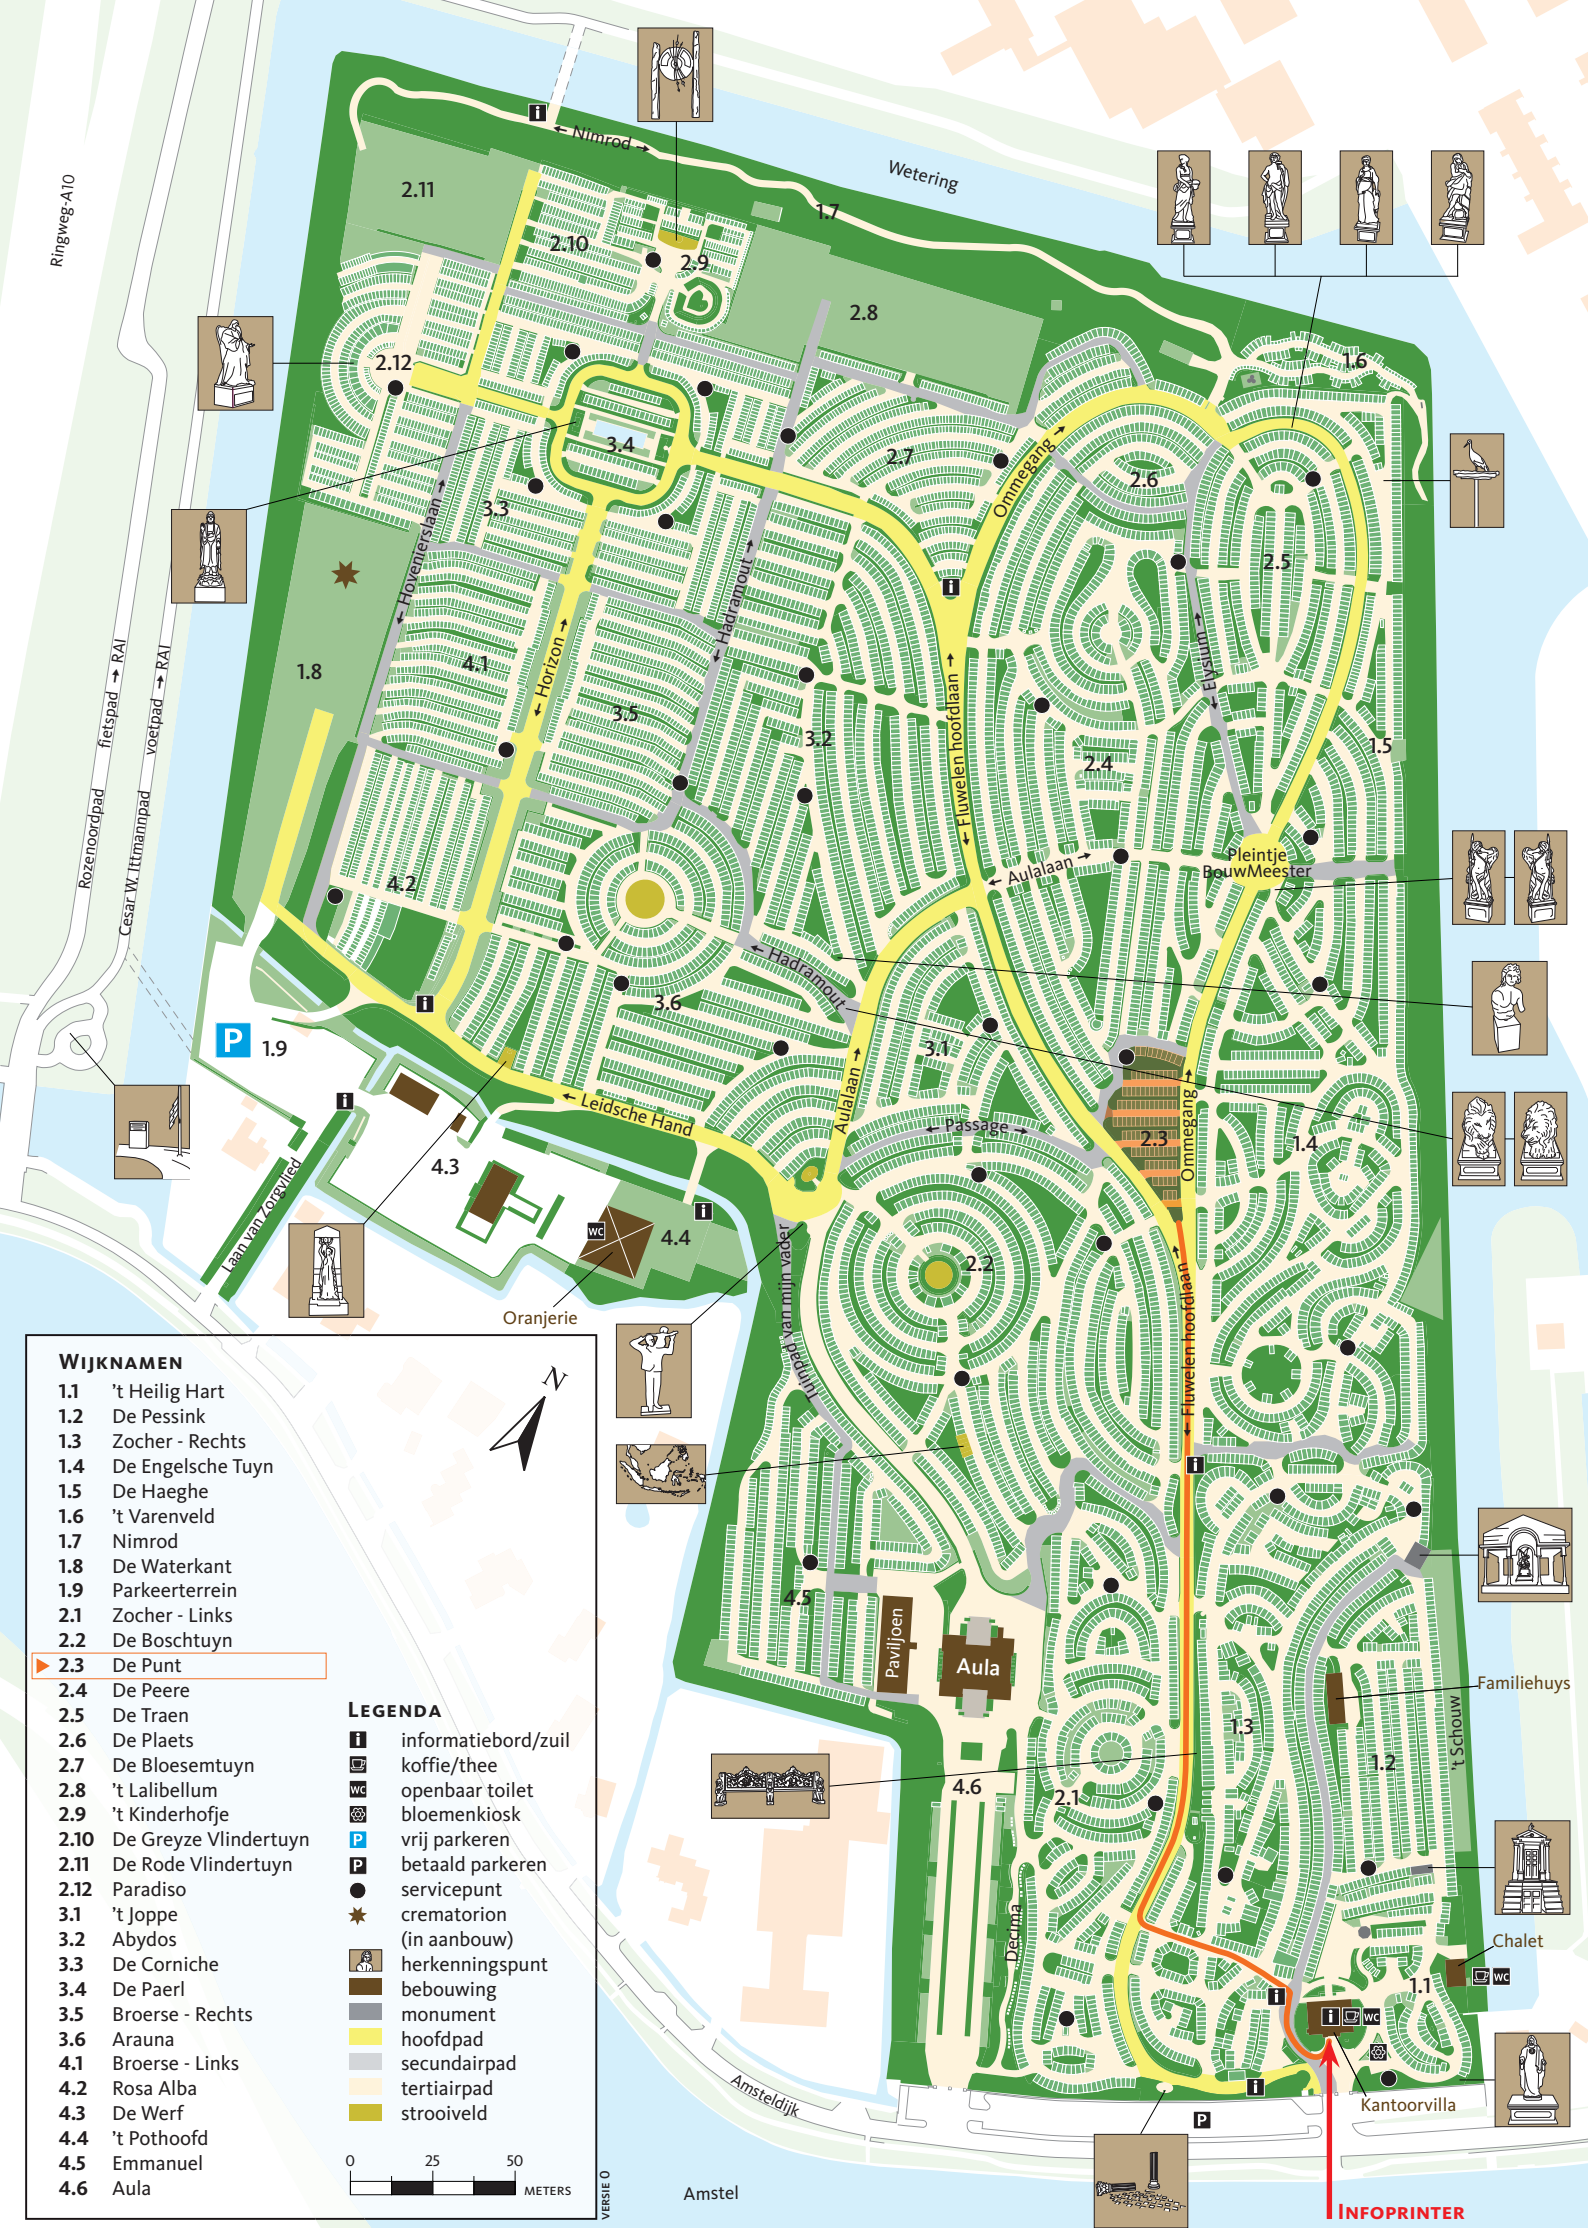 Nimrod
Wetering
Ringweg-A10
2.11
1.7
2.10
2.9
2.8
1.6
2.12
3.4
Ommegang
2.7
2.6
3.3
Hovenierslaan
2.5
i
Hadramout
Elysium
1.8
4.1
Horizon
3.5
Fluwelen hoofdlaan
3.2
2.4
1.5
fietspad → RAI
voetpad → RAI
Rozenoordpad
Cesar W. Ittmannpad
4.2
Aulalaan
Pleintje
BouwMeester
Hadramout
3.6
P 1.9
3.1
Aulalaan
Leidsche Hand
Passage
2.3
Ommegang
1.4
4.3
Laan van Zorgvlied
WC
4.4
Oranjerie
Tuinpad van mijn vader
2.2
Fluwelen hoofdlaan
4.5
Paviljoen
Aula
Familiehuys
't Schouw
1.3
1.2
4.6
2.1
Decima
Chalet
WC
1.1
i WC
Kantoorvilla
Amsteldijk
P
Amstel
Infoprinter
Wijknamen
1.1 't Heilig Hart
1.2 De Pessink
1.3 Zocher - Rechts
1.4 De Engelsche Tuyn
1.5 De Haeghe
1.6 't Varenveld
1.7 Nimrod
1.8 De Waterkant
1.9 Parkeerterrein
2.1 Zocher - Links
2.2 De Boschtuyn
2.3 De Punt
2.4 De Peere
2.5 De Traen
2.6 De Plaets
2.7 De Bloesemtuyn
2.8 't Lalibellum
2.9 't Kinderhofje
2.10 De Greyze Vlindertuyn
2.11 De Rode Vlindertuyn
2.12 Paradiso
3.1 't Joppe
3.2 Abydos
3.3 De Corniche
3.4 De Paerl
3.5 Broerse - Rechts
3.6 Arauna
4.1 Broerse - Links
4.2 Rosa Alba
4.3 De Werf
4.4 't Pothoofd
4.5 Emmanuel
4.6 Aula
N
Legenda
i informatiebord/zuil
koffie/thee
WC openbaar toilet
bloemenkiosk
P vrij parkeren
P betaald parkeren
servicepunt
crematorion
(in aanbouw)
herkenningspunt
bebouwing
monument
hoofdpad
secundairpad
tertiairpad
strooiveld
0 25 50
meters
versie 0